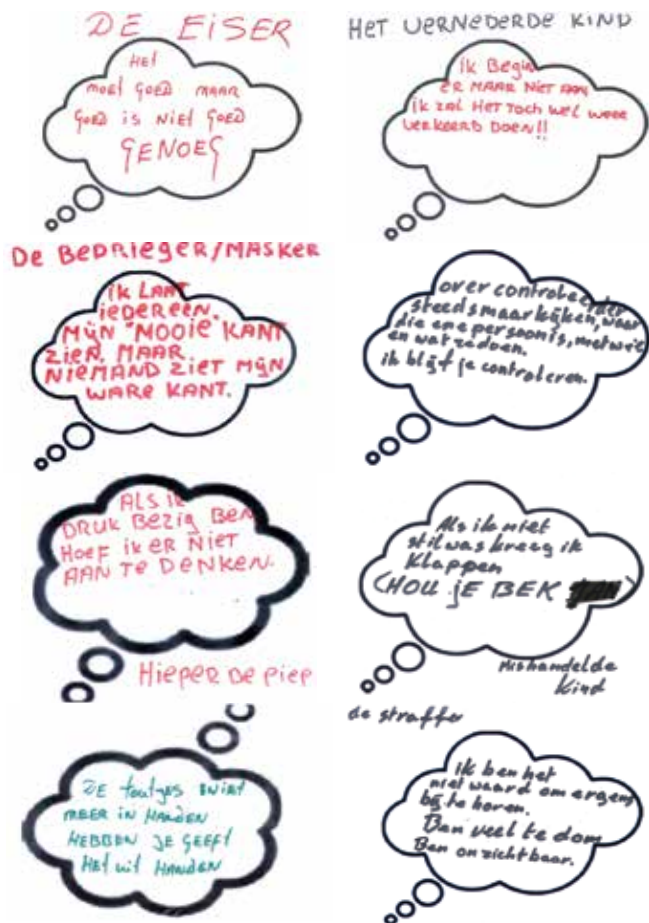 DE EISER
HET
MOET GOED MAAR
GOED IS NIET GOED
GENOEG
HET VERNEDERDE KIND
ik Begin
ER MAAR NIET AAN
ik ZAL HET TOCH WEL WEER
VERKEERD DOEN!!
De BEDRIEGER/MASKER
ik LAAT
IEDEREEN.
MIJN "MOOIE" KANT
ZIEN. MAAR
NIEMAND ZIET MIJN
WARE KANT.
over controleerder
steeds maar kijken, waar
die ene persoon is, met wie
en wat ze doen.
ik blijf je controleren.
ALS ik
DRUK BEZIG BEN
HOEF ik ER NIET
AAN TE DENKEN.
HIEPER DE PIEP
Als ik niet
stil was kreeg ik
Klappen
(HOU JE BEK
Mishandelde
Kind
DE touwtjes
MEER IN HANDEN
HEBBEN JE GEEFT
HET uit HANDEN
de straffer
Ik ben het
niet waard om ergens
bij te horen.
Ben veel te dom
Ben onzichtbaar.